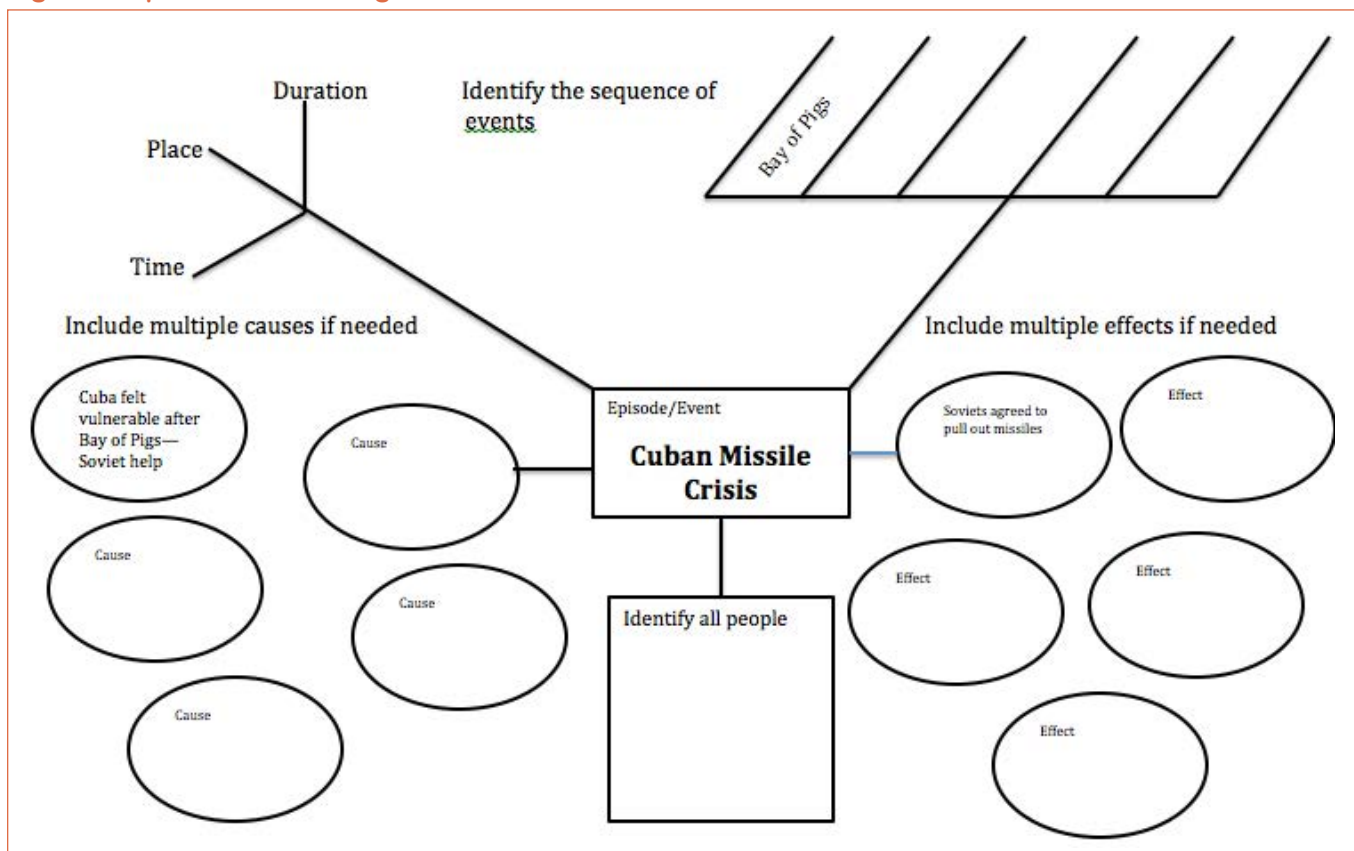 Duration
Identify the sequence of
events
Bay of Pigs
Place
Time
Include multiple causes if needed
Include multiple effects if needed
Cuba felt
vulnerable after
Bay of Pigs—
Soviet help
Cause
Cause
Cause
Cause
Episode/Event
Cuban Missile
Crisis
Identify all people
Soviets agreed to
pull out missiles
Effect
Effect
Effect
Effect